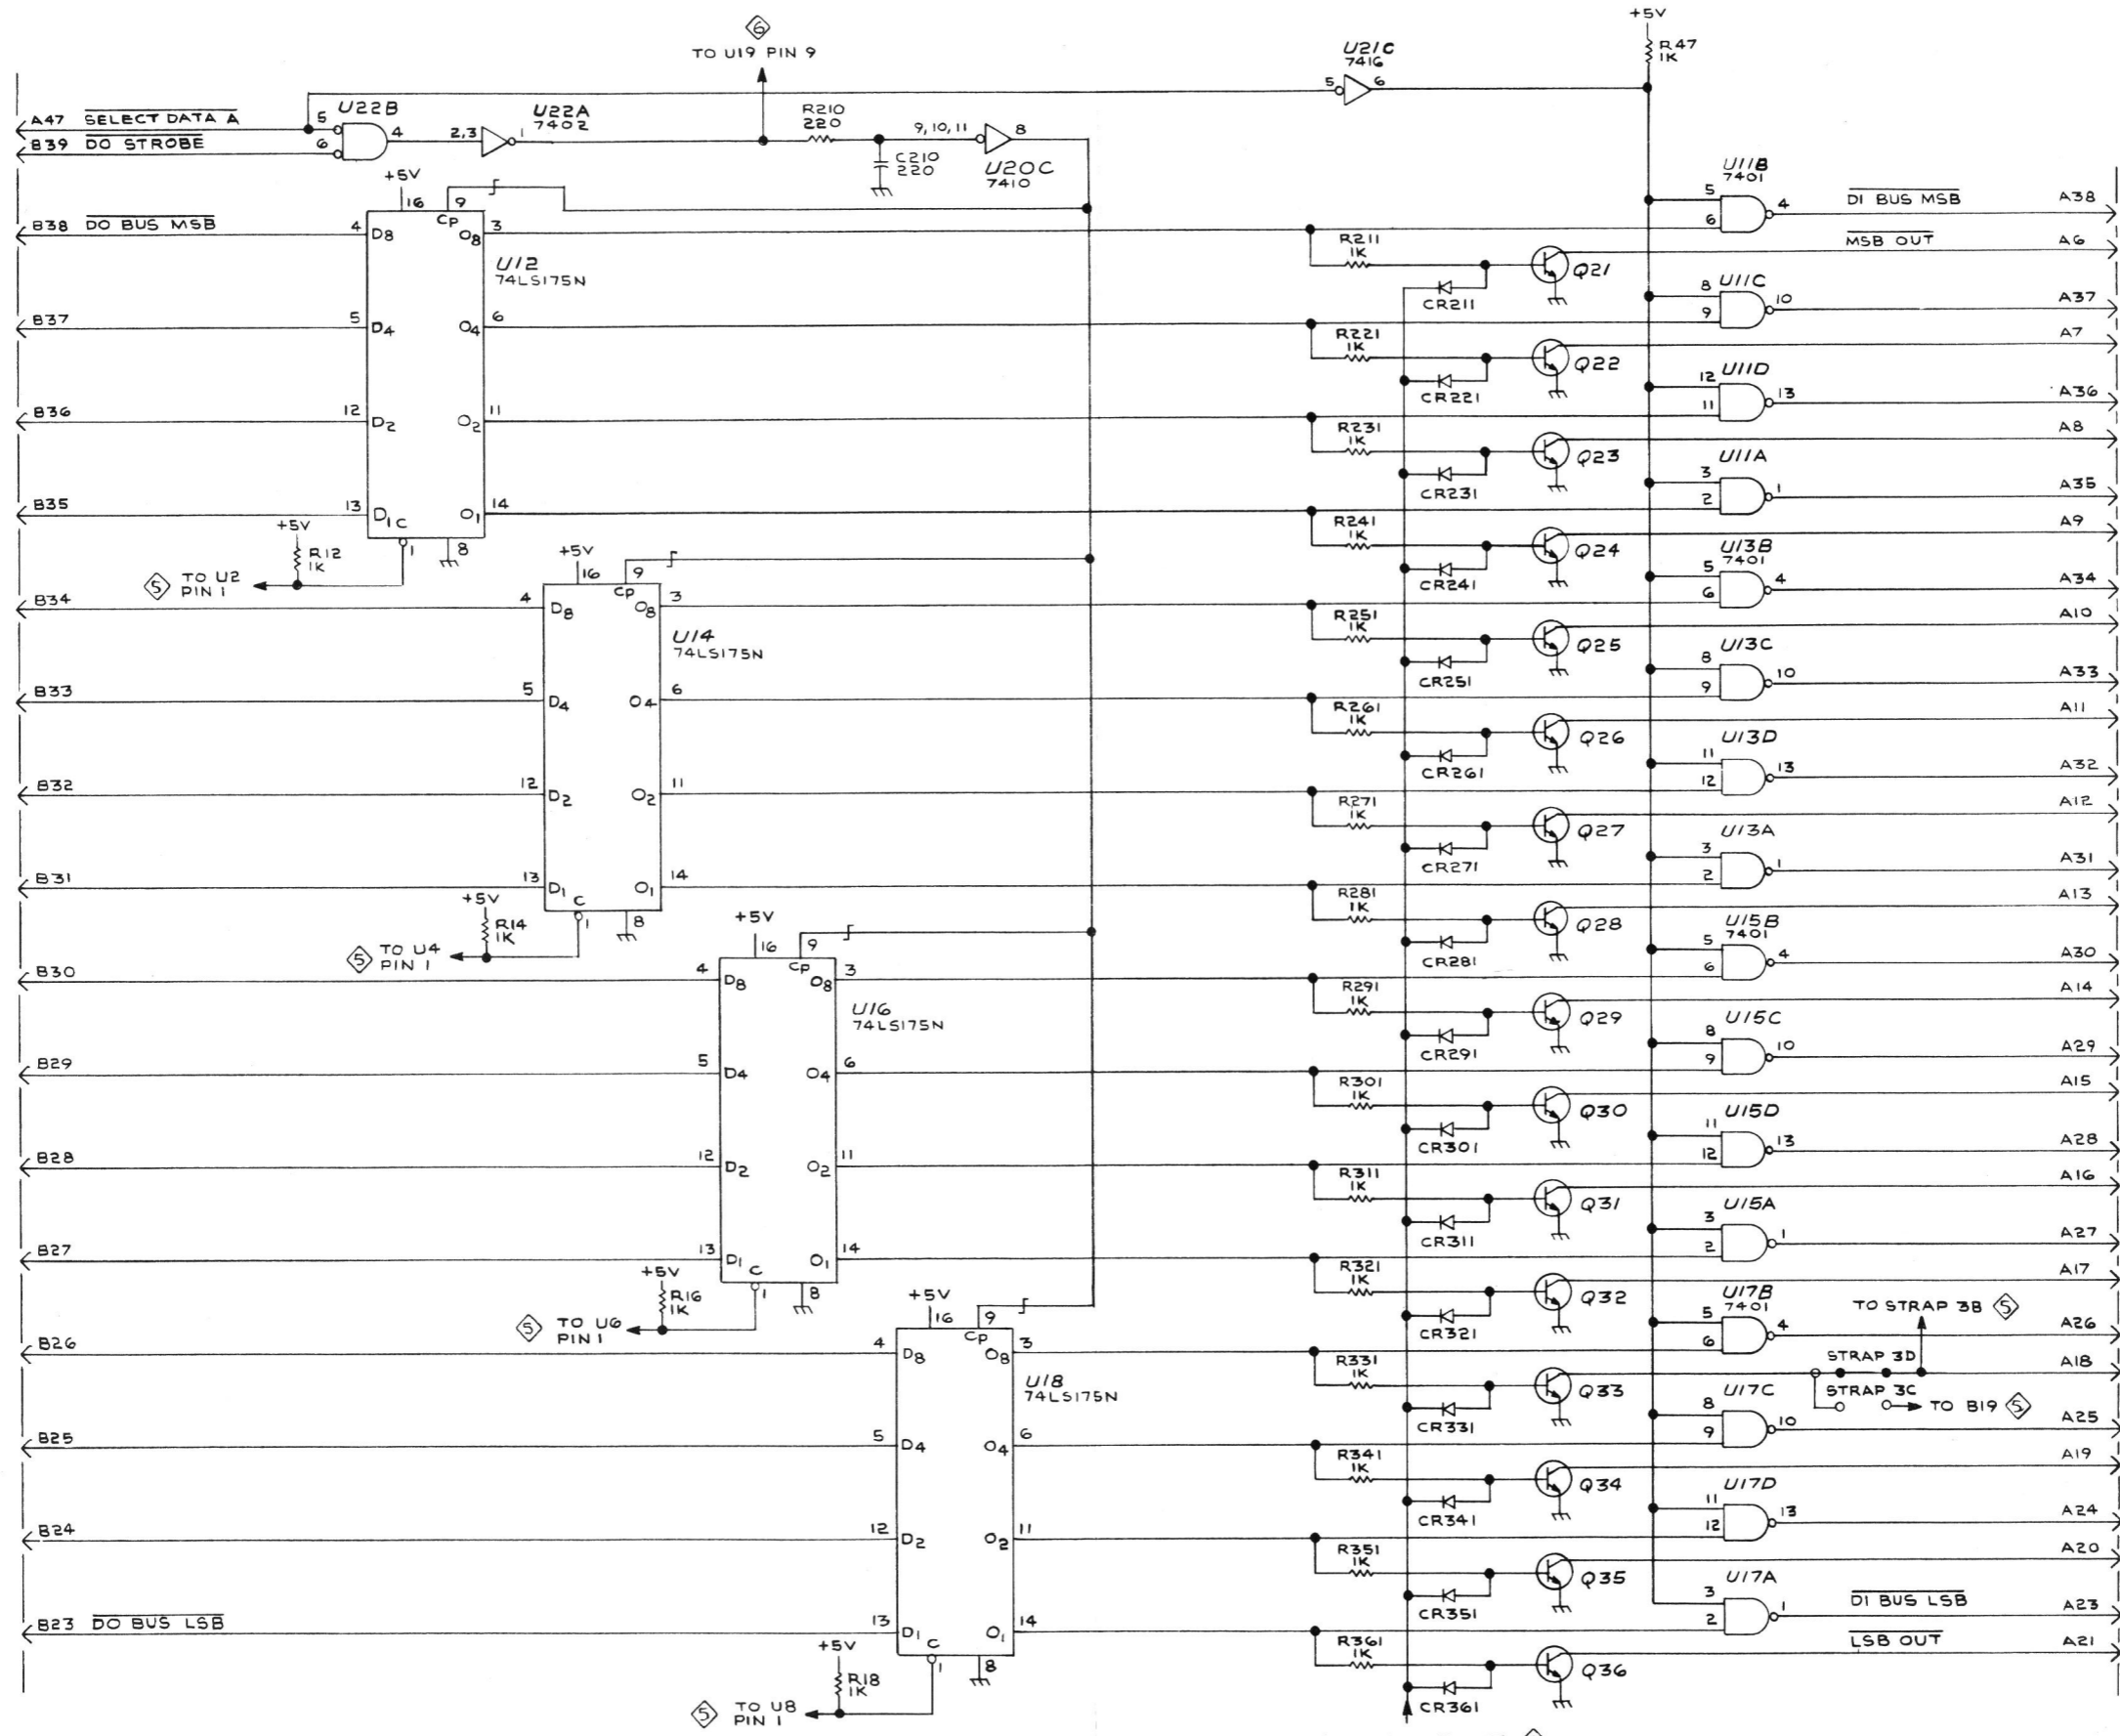 +5V
R47
1K
6
TO U19 PIN 9
U21C
7416
5 6
A47 SELECT DATA A
B39 DO STROBE
5 U22B
6 4
2,3 U22A 1
7402
R210
220
9,10,11 8
C210
220
U20C
7410
+5V
16 9
CP
B38 DO BUS MSB 4 D8 O8 3
U12
74LS175N
B37 5 D4 O4 6
B36 12 D2 O2 11
B35 13 D1 C O1 14
1 8
+5V
R12
1K
5 TO U2
PIN 1
+5V
16 9
CP
B34 4 D8 O8 3
U14
74LS175N
B33 5 D4 O4 6
B32 12 D2 O2 11
B31 13 D1 C O1 14
1 8
+5V
R14
1K
5 TO U4
PIN 1
+5V
16 9
CP
B30 4 D8 O8 3
U16
74LS175N
B29 5 D4 O4 6
B28 12 D2 O2 11
B27 13 D1 C O1 14
1 8
+5V
R16
1K
5 TO U6
PIN 1
+5V
16 9
CP
B26 4 D8 O8 3
U18
74LS175N
B25 5 D4 O4 6
B24 12 D2 O2 11
B23 DO BUS LSB 13 D1 C O1 14
1 8
+5V
R18
1K
5 TO U8
PIN 1
R211
1K
CR211
Q21
R221
1K
CR221
Q22
R231
1K
CR231
Q23
R241
1K
CR241
Q24
R251
1K
CR251
Q25
R261
1K
CR261
Q26
R271
1K
CR271
Q27
R281
1K
CR281
Q28
R291
1K
CR291
Q29
R301
1K
CR301
Q30
R311
1K
CR311
Q31
R321
1K
CR321
Q32
R331
1K
CR331
Q33
R341
1K
CR341
Q34
R351
1K
CR351
Q35
R361
1K
CR361
Q36
U11B
7401
5 6 4 DI BUS MSB A38
MSB OUT A6
U11C
8 9 10 A37
A7
U11D
12 11 13 A36
A8
U11A
3 2 1 A35
A9
U13B
7401
5 6 4 A34
A10
U13C
8 9 10 A33
A11
U13D
11 12 13 A32
A12
U13A
3 2 1 A31
A13
U15B
7401
5 6 4 A30
A14
U15C
8 9 10 A29
A15
U15D
11 12 13 A28
A16
U15A
3 2 1 A27
A17
U17B
7401
TO STRAP 3B 5
5 6 4 A26
STRAP 3D A18
STRAP 3C TO B19 5
U17C
8 9 10 A25
A19
U17D
11 12 13 A24
A20
U17A
3 2 1 DI BUS LSB A23
LSB OUT A21